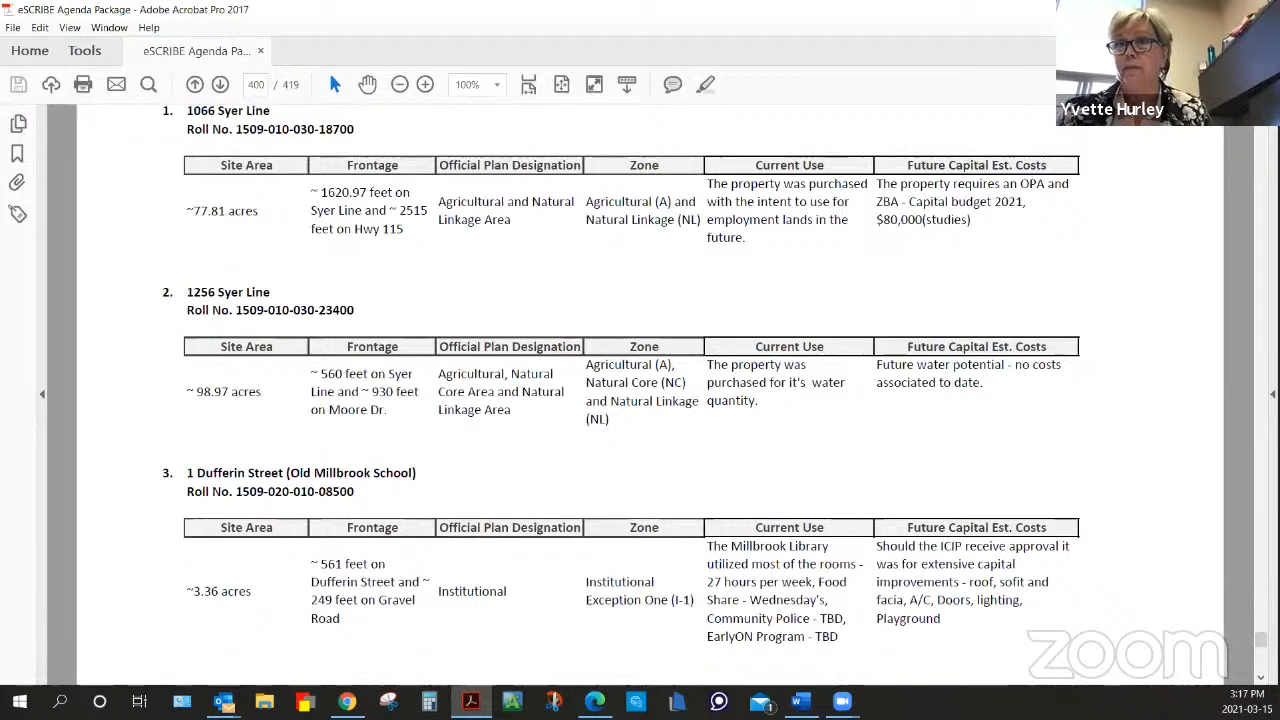 eSCRIBE Agenda Package - Adobe Acrobat Pro 2017
File Edit View Window Help
Home Tools eSCRIBE Agenda Pa... ×
400 / 419 100%
Yvette Hurley
1. 1066 Syer Line
Roll No. 1509-010-030-18700
Site Area Frontage Official Plan Designation Zone Current Use Future Capital Est. Costs
~77.81 acres
~ 1620.97 feet on
Syer Line and ~ 2515
feet on Hwy 115
Agricultural and Natural
Linkage Area
Agricultural (A) and
Natural Linkage (NL)
The property was purchased
with the intent to use for
employment lands in the
future.
The property requires an OPA and
ZBA - Capital budget 2021,
$80,000(studies)
2. 1256 Syer Line
Roll No. 1509-010-030-23400
Site Area Frontage Official Plan Designation Zone Current Use Future Capital Est. Costs
~ 98.97 acres
~ 560 feet on Syer
Line and ~ 930 feet
on Moore Dr.
Agricultural, Natural
Core Area and Natural
Linkage Area
Agricultural (A),
Natural Core (NC)
and Natural Linkage
(NL)
The property was
purchased for it's water
quantity.
Future water potential - no costs
associated to date.
3. 1 Dufferin Street (Old Millbrook School)
Roll No. 1509-020-010-08500
Site Area Frontage Official Plan Designation Zone Current Use Future Capital Est. Costs
~3.36 acres
~ 561 feet on
Dufferin Street and ~
249 feet on Gravel
Road
Institutional
Institutional
Exception One (I-1)
The Millbrook Library
utilized most of the rooms -
27 hours per week, Food
Share - Wednesday's,
Community Police - TBD,
EarlyON Program - TBD
Should the ICIP receive approval it
was for extensive capital
improvements - roof, sofit and
facia, A/C, Doors, lighting,
Playground
zoom
3:17 PM
2021-03-15